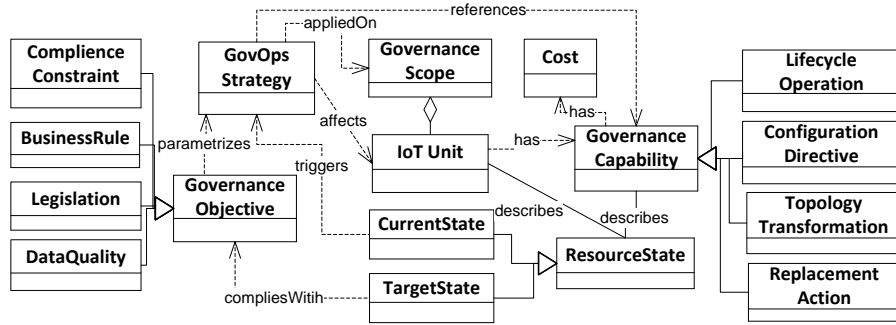 references
appliedOn
Complience
Constraint
GovOps
Strategy
Governance
Scope
Cost
Lifecycle
Operation
has
affects
BusinessRule
parametrizes
IoT Unit
has
Governance
Capability
Configuration
Directive
triggers
Legislation
Governance
Objective
describes
describes
Topology
Transformation
CurrentState
DataQuality
ResourceState
TargetState
compliesWitih
Replacement
Action